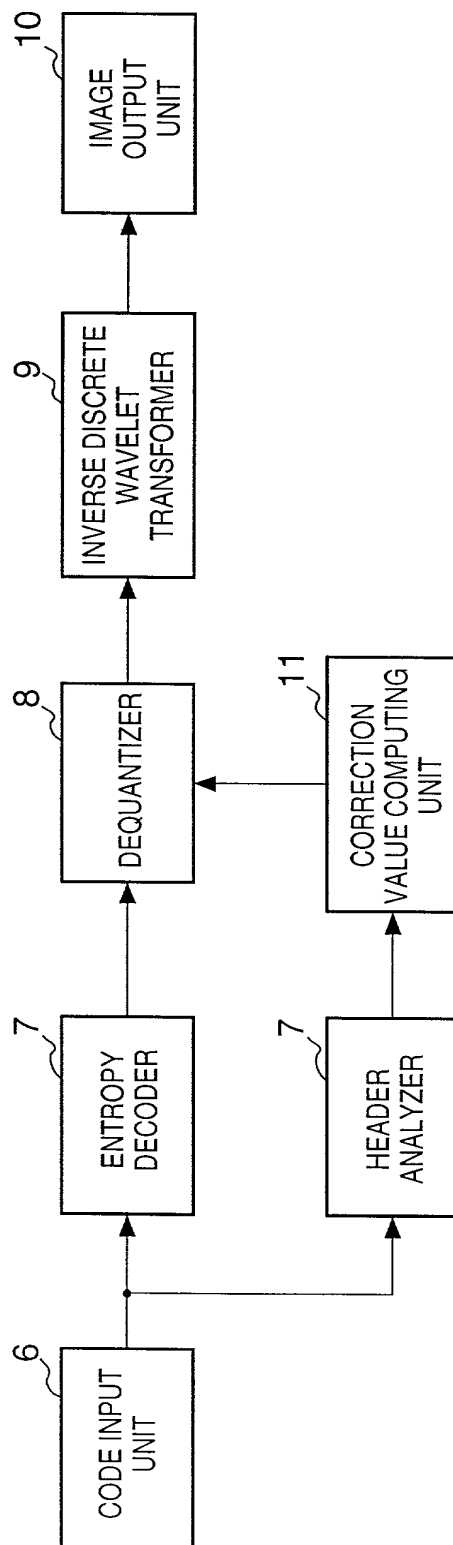 6
CODE INPUT
UNIT
7
ENTROPY
DECODER
8
DEQUANTIZER
9
INVERSE DISCRETE
WAVELET
TRANSFORMER
10
IMAGE
OUTPUT
UNIT
7
HEADER
ANALYZER
11
CORRECTION
VALUE COMPUTING
UNIT